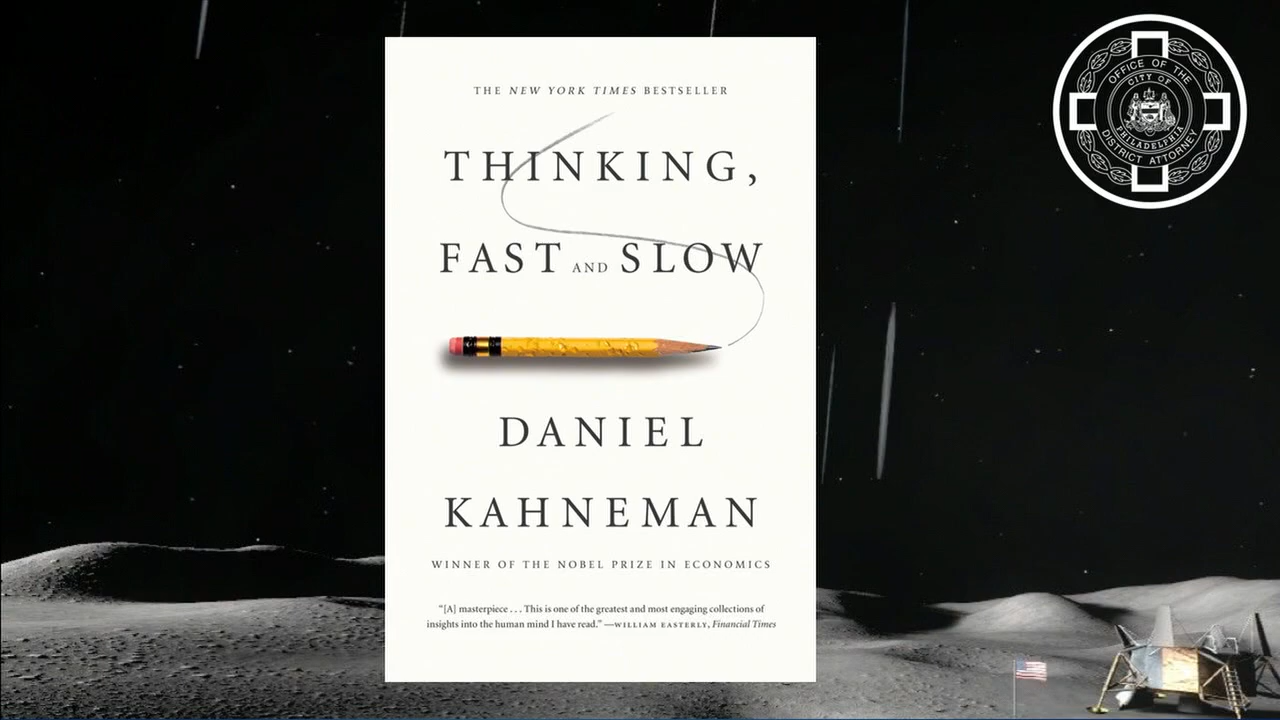 THE NEW YORK TIMES BESTSELLER
THINKING,
FAST AND SLOW
DANIEL
KAHNEMAN
WINNER OF THE NOBEL PRIZE IN ECONOMICS
“[A] masterpiece . . . This is one of the greatest and most engaging collections of
insights into the human mind I have read.” —WILLIAM EASTERLY, Financial Times
OFFICE OF THE
CITY OF
PHILADELPHIA
DISTRICT ATTORNEY